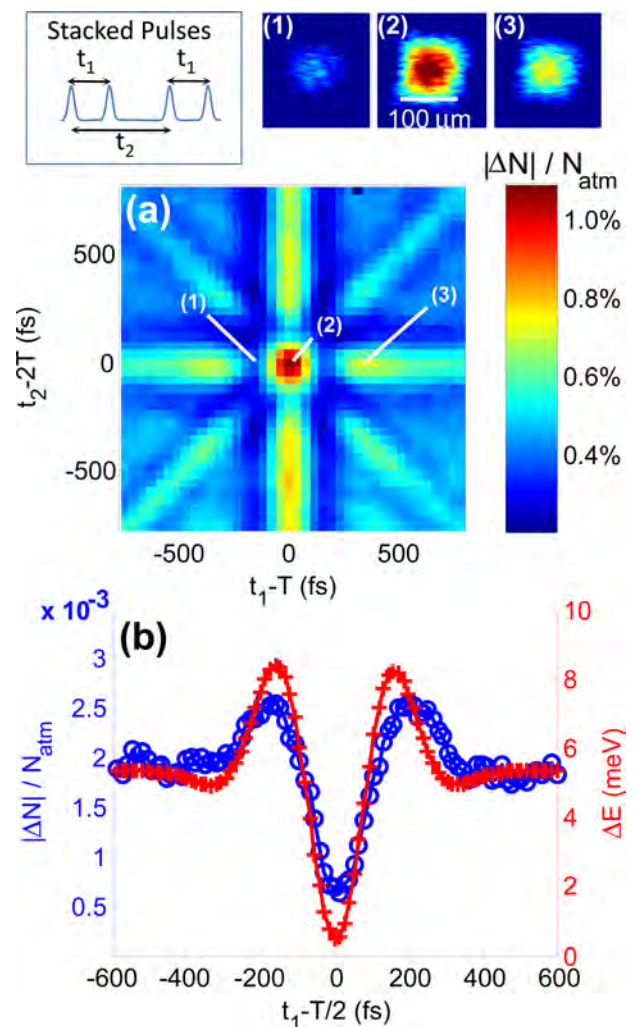 Stacked Pulses
t₁ t₁
t₂
(1) (2) (3)
100 um
|ΔN| / Nₐₜₘ
(a)
1.0%
0.8%
0.6%
0.4%
(1) (2) (3)
500
0
-500
t₂-2T (fs)
-500 0 500
t₁-T (fs)
x 10⁻³
(b)
3
2.5
2
1.5
1
0.5
|ΔN| / Nₐₜₘ
10
8
6
4
2
0
ΔE (meV)
-600 -400 -200 0 200 400 600
t₁-T/2 (fs)